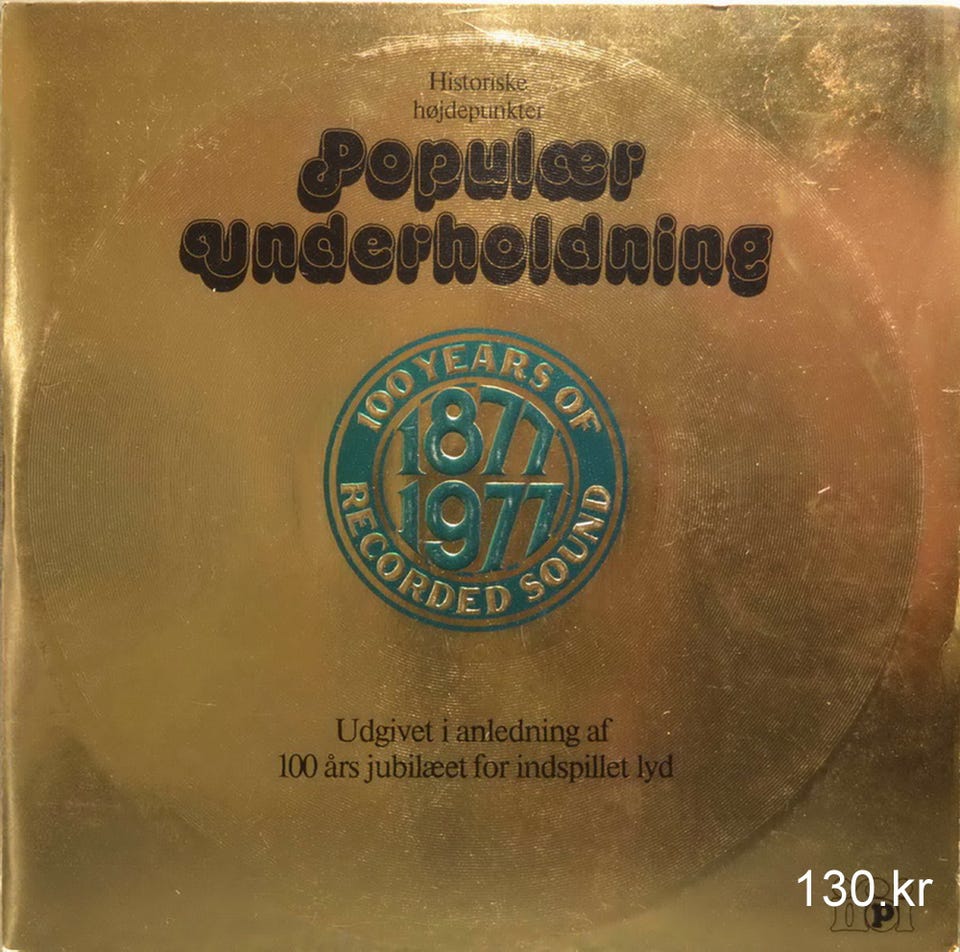 Historiske
højdepunkter
Populær
underholdning
100 YEARS OF
1877
1977
RECORDED SOUND
Udgivet i anledning af
100 års jubilæet for indspillet lyd
130.kr